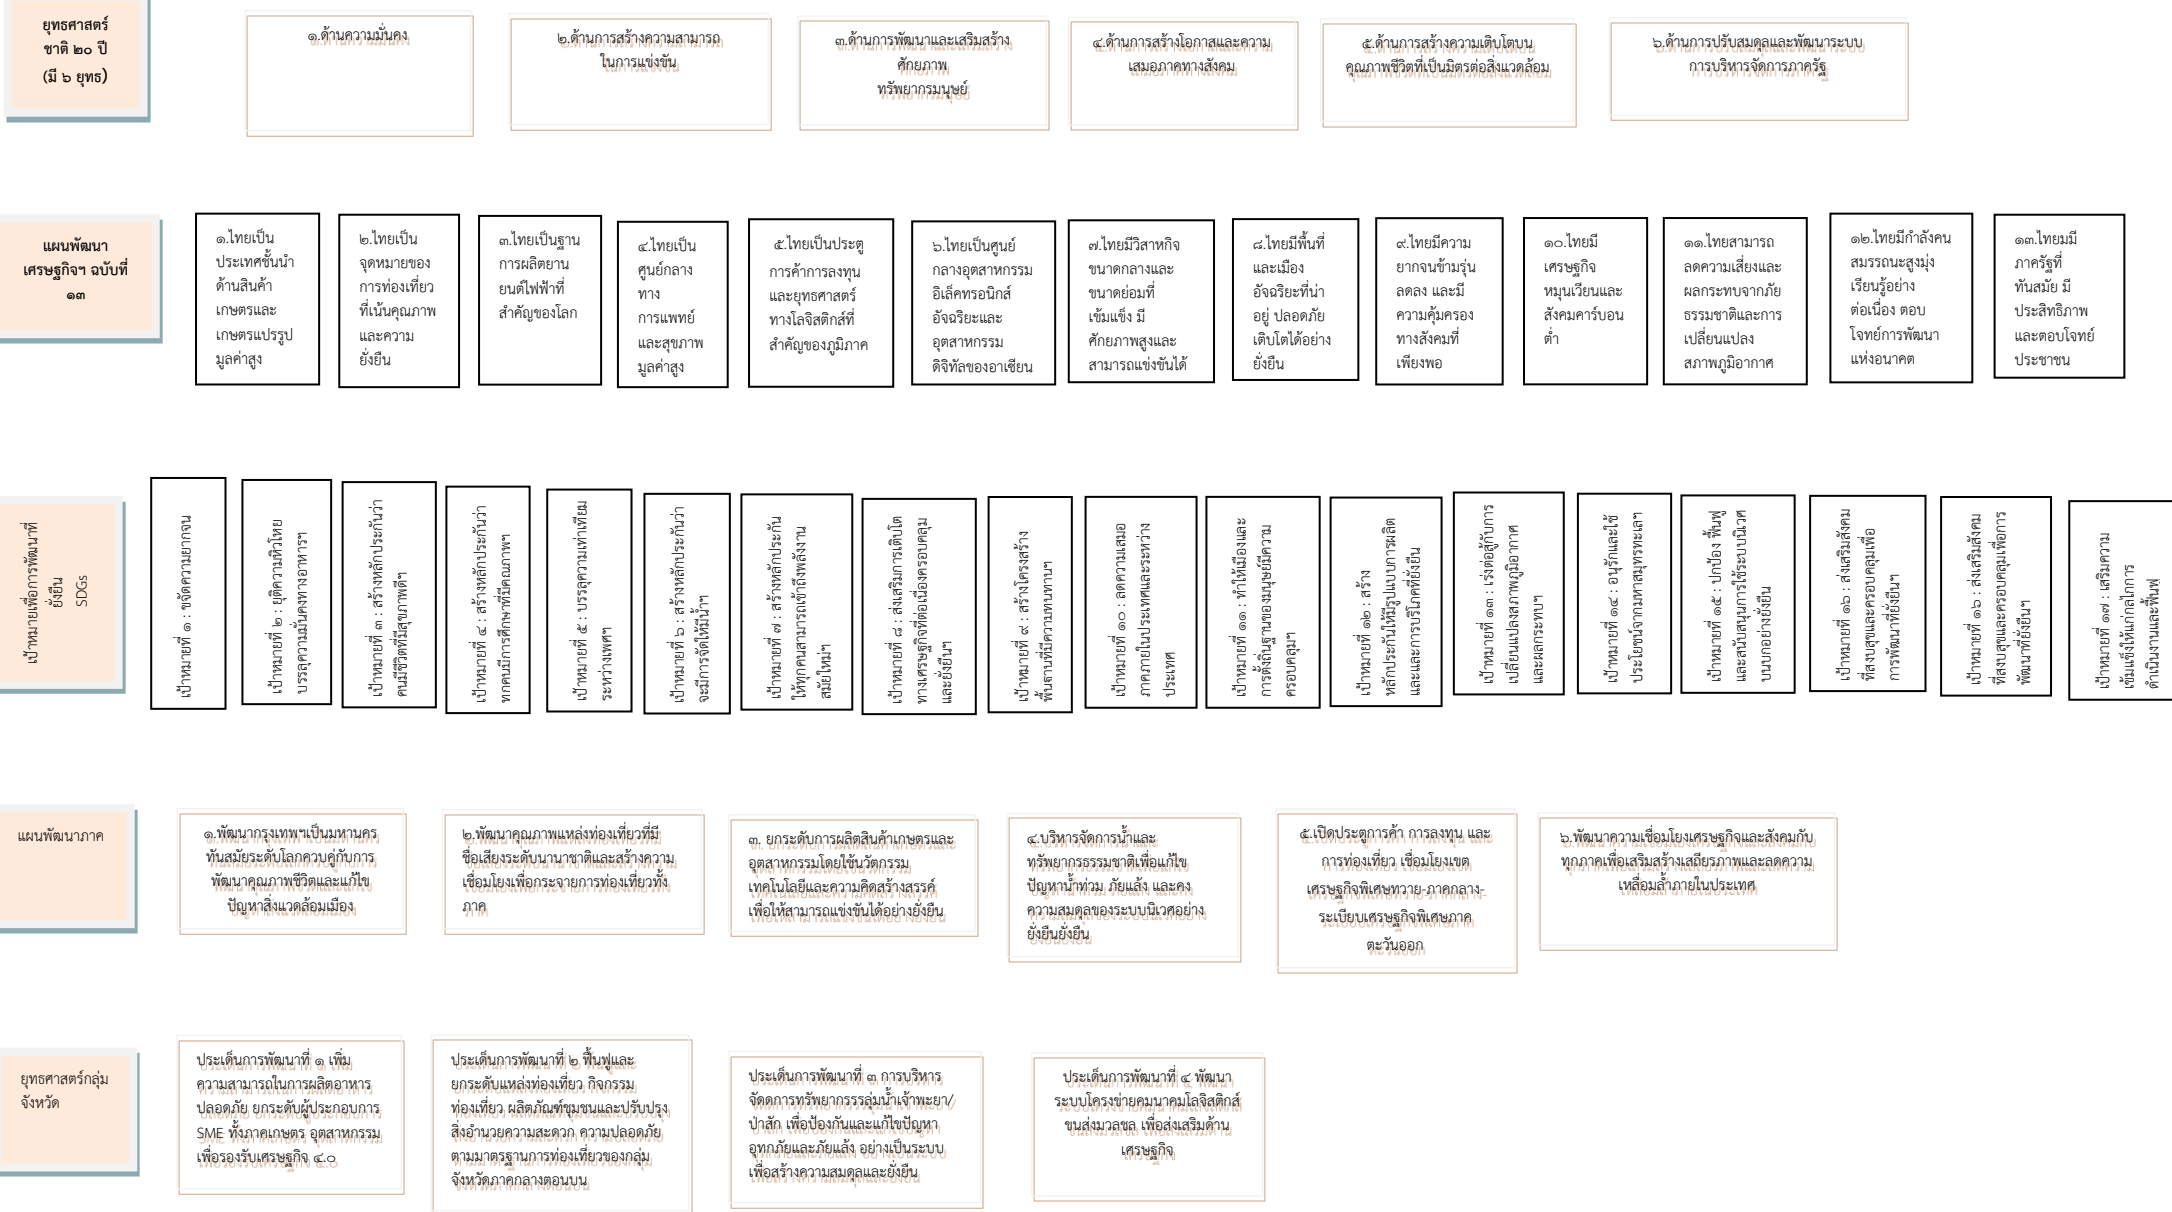 ยุทธศาสตร์
ชาติ ๒๐ ปี
(มี ๖ ยุทธ)
๑.ด้านความมั่นคง
๒.ด้านการสร้างความสามารถ
ในการแข่งขัน
๓.ด้านการพัฒนาและเสริมสร้าง
ศักยภาพ
ทรัพยากรมนุษย์
๔.ด้านการสร้างโอกาสและความ
เสมอภาคทางสังคม
๕.ด้านการสร้างความเติบโตบน
คุณภาพชีวิตที่เป็นมิตรต่อสิ่งแวดล้อม
๖.ด้านการปรับสมดุลและพัฒนาระบบ
การบริหารจัดการภาครัฐ
แผนพัฒนา
เศรษฐกิจฯ ฉบับที่
๑๓
๑.ไทยเป็น
ประเทศชั้นนำ
ด้านสินค้า
เกษตรและ
เกษตรแปรรูป
มูลค่าสูง
๒.ไทยเป็น
จุดหมายของ
การท่องเที่ยว
ที่เน้นคุณภาพ
และความ
ยั่งยืน
๓.ไทยเป็นฐาน
การผลิตยาน
ยนต์ไฟฟ้าที่
สำคัญของโลก
๔.ไทยเป็น
ศูนย์กลาง
ทาง
การแพทย์
และสุขภาพ
มูลค่าสูง
๕.ไทยเป็นประตู
การค้าการลงทุน
และยุทธศาสตร์
ทางโลจิสติกส์ที่
สำคัญของภูมิภาค
๖.ไทยเป็นศูนย์
กลางอุตสาหกรรม
อิเล็คทรอนิกส์
อัจฉริยะและ
อุตสาหกรรม
ดิจิทัลของอาเซียน
๗.ไทยมีวิสาหกิจ
ขนาดกลางและ
ขนาดย่อมที่
เข้มแข็ง มี
ศักยภาพสูงและ
สามารถแข่งขันได้
๘.ไทยมีพื้นที่
และเมือง
อัจฉริยะที่น่า
อยู่ ปลอดภัย
เติบโตได้อย่าง
ยั่งยืน
๙.ไทยมีความ
ยากจนข้ามรุ่น
ลดลง และมี
ความคุ้มครอง
ทางสังคมที่
เพียงพอ
๑๐.ไทยมี
เศรษฐกิจ
หมุนเวียนและ
สังคมคาร์บอน
ต่ำ
๑๑.ไทยสามารถ
ลดความเสี่ยงและ
ผลกระทบจากภัย
ธรรมชาติและการ
เปลี่ยนแปลง
สภาพภูมิอากาศ
๑๒.ไทยมีกำลังคน
สมรรถนะสูงมุ่ง
เรียนรู้อย่าง
ต่อเนื่อง ตอบ
โจทย์การพัฒนา
แห่งอนาคต
๑๓.ไทยมมี
ภาครัฐที่
ทันสมัย มี
ประสิทธิภาพ
และตอบโจทย์
ประชาชน
เป้าหมายเพื่อการพัฒนาที่
ยั่งยืน
SDGs
เป้าหมายที่ ๑ : ขจัดความยากจน
เป้าหมายที่ ๒ : ยุติความหิวโหย
บรรลุความมั่นคงทางอาหารฯ
เป้าหมายที่ ๓ : สร้างหลักประกันว่า
คนมีชีวิตที่มีสุขภาพดีฯ
เป้าหมายที่ ๔ : สร้างหลักประกันว่า
ทุกคนมีการศึกษาที่มีคุณภาพฯ
เป้าหมายที่ ๕ : บรรลุความเท่าเทียม
ระหว่างเพศฯ
เป้าหมายที่ ๖ : สร้างหลักประกันว่า
จะมีการจัดให้มีน้ำฯ
เป้าหมายที่ ๗ : สร้างหลักประกัน
ให้ทุกคนสามารถเข้าถึงพลังงาน
สมัยใหม่ฯ
เป้าหมายที่ ๘ : ส่งเสริมการเติบโต
ทางเศรษฐกิจที่ต่อเนื่องครอบคลุม
และยั่งยืนฯ
เป้าหมายที่ ๙ : สร้างโครงสร้าง
พื้นฐานที่มีความทนทานฯ
เป้าหมายที่ ๑๐ : ลดความเสมอ
ภาคภายในประเทศและระหว่าง
ประเทศ
เป้าหมายที่ ๑๑ : ทำให้เมืองและ
การตั้งถิ่นฐานของมนุษย์มีความ
ครอบคลุมฯ
เป้าหมายที่ ๑๒ : สร้าง
หลักประกันให้มีรูปแบบการผลิต
และและการบริโภคที่ยั่งยืน
เป้าหมายที่ ๑๓ : เร่งต่อสู้กับการ
เปลี่ยนแปลงสภาพภูมิอากาศ
และผลกระทบฯ
เป้าหมายที่ ๑๔ : อนุรักและใช้
ประโยชน์จากมหาสมุทรทะเลฯ
เป้าหมายที่ ๑๕ : ปกป้อง ฟื้นฟู
และสนับสนุนการใช้ระบบนิเวศ
บนบกอย่างยั่งยืน
เป้าหมายที่ ๑๖ : ส่งเสริมสังคม
ที่สงบสุขและครอบคลุมเพื่อ
การพัฒนาที่ยั่งยืนฯ
เป้าหมายที่ ๑๖ : ส่งเสริมสังคม
ที่สงบสุขและครอบคลุมเพื่อการ
พัฒนาที่ยั่งยืนฯ
เป้าหมายที่ ๑๗ : เสริมความ
เข้มแข็งให้แก่กลไกการ
ดำเนินงานและฟื้นฟู
แผนพัฒนาภาค
๑.พัฒนากรุงเทพฯเป็นมหานคร
ทันสมัยระดับโลกควบคู่กับการ
พัฒนาคุณภาพชีวิตและแก้ไข
ปัญหาสิ่งแวดล้อมเมือง
๒.พัฒนาคุณภาพแหล่งท่องเที่ยวที่มี
ชื่อเสียงระดับนานาชาติและสร้างความ
เชื่อมโยงเพื่อกระจายการท่องเที่ยวทั้ง
ภาค
๓. ยกระดับการผลิตสินค้าเกษตรและ
อุตสาหกรรมโดยใช้นวัตกรรม
เทคโนโลยีและความคิดสร้างสรรค์
เพื่อให้สามารถแข่งขันได้อย่างยั่งยืน
๔.บริหารจัดการน้ำและ
ทรัพยากรธรรมชาติเพื่อแก้ไข
ปัญหาน้ำท่วม ภัยแล้ง และคง
ความสมดุลของระบบนิเวศอย่าง
ยั่งยืนยั่งยืน
๕.เปิดประตูการค้า การลงทุน และ
การท่องเที่ยว เชื่อมโยงเขต
เศรษฐกิจพิเศษทวาย-ภาคกลาง-
ระเบียบเศรษฐกิจพิเศษภาค
ตะวันออก
๖.พัฒนาความเชื่อมโยงเศรษฐกิจและสังคมกับ
ทุกภาคเพื่อเสริมสร้างเสถียรภาพและลดความ
เหลื่อมล้ำภายในประเทศ
ยุทธศาสตร์กลุ่ม
จังหวัด
ประเด็นการพัฒนาที่ ๑ เพิ่ม
ความสามารถในการผลิตอาหาร
ปลอดภัย ยกระดับผู้ประกอบการ
SME ทั้งภาคเกษตร อุตสาหกรรม
เพื่อรองรับเศรษฐกิจ ๔.๐
ประเด็นการพัฒนาที่ ๒ ฟื้นฟูและ
ยกระดับแหล่งท่องเที่ยว กิจกรรม
ท่องเที่ยว ผลิตภัณฑ์ชุมชนและปรับปรุง
สิ่งอำนวยความสะดวก ความปลอดภัย
ตามมาตรฐานการท่องเที่ยวของกลุ่ม
จังหวัดภาคกลางตอนบน
ประเด็นการพัฒนาที่ ๓ การบริหาร
จัดการทรัพยากรรลุ่มน้ำเจ้าพะยา/
ป่าสัก เพื่อป้องกันและแก้ไขปัญหา
อุทกภัยและภัยแล้ง อย่างเป็นระบบ
เพื่อสร้างความสมดุลและยั่งยืน
ประเด็นการพัฒนาที่ ๔ พัฒนา
ระบบโครงข่ายคมนาคมโลจิสติกส์
ขนส่งมวลชล เพื่อส่งเสริมด้าน
เศรษฐกิจ